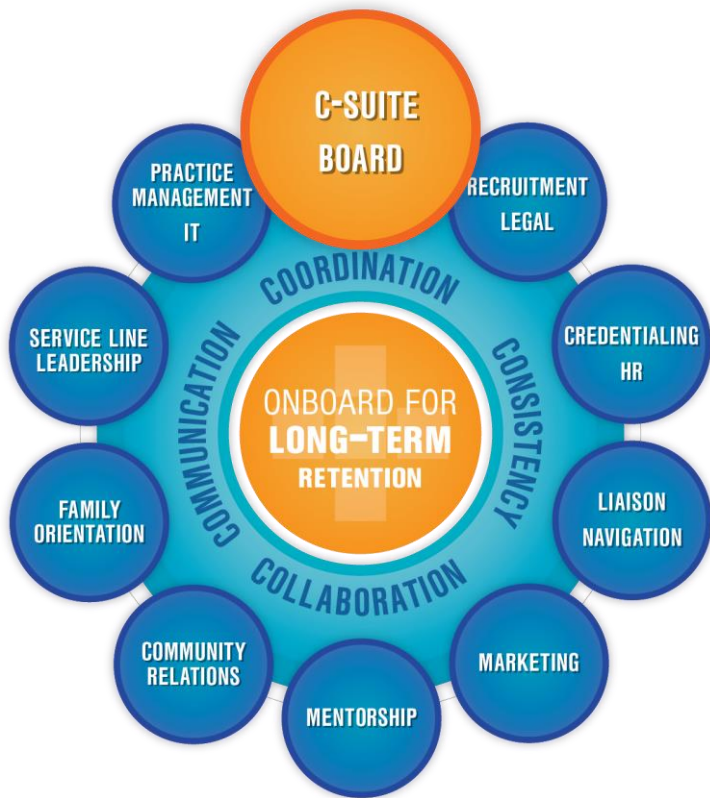 C-SUITE
BOARD
RECRUITMENT
LEGAL
CREDENTIALING
HR
LIAISON
NAVIGATION
MARKETING
MENTORSHIP
COMMUNITY
RELATIONS
FAMILY
ORIENTATION
SERVICE LINE
LEADERSHIP
PRACTICE
MANAGEMENT
IT
COORDINATION
CONSISTENCY
COLLABORATION
COMMUNICATION
ONBOARD FOR
LONG-TERM
RETENTION